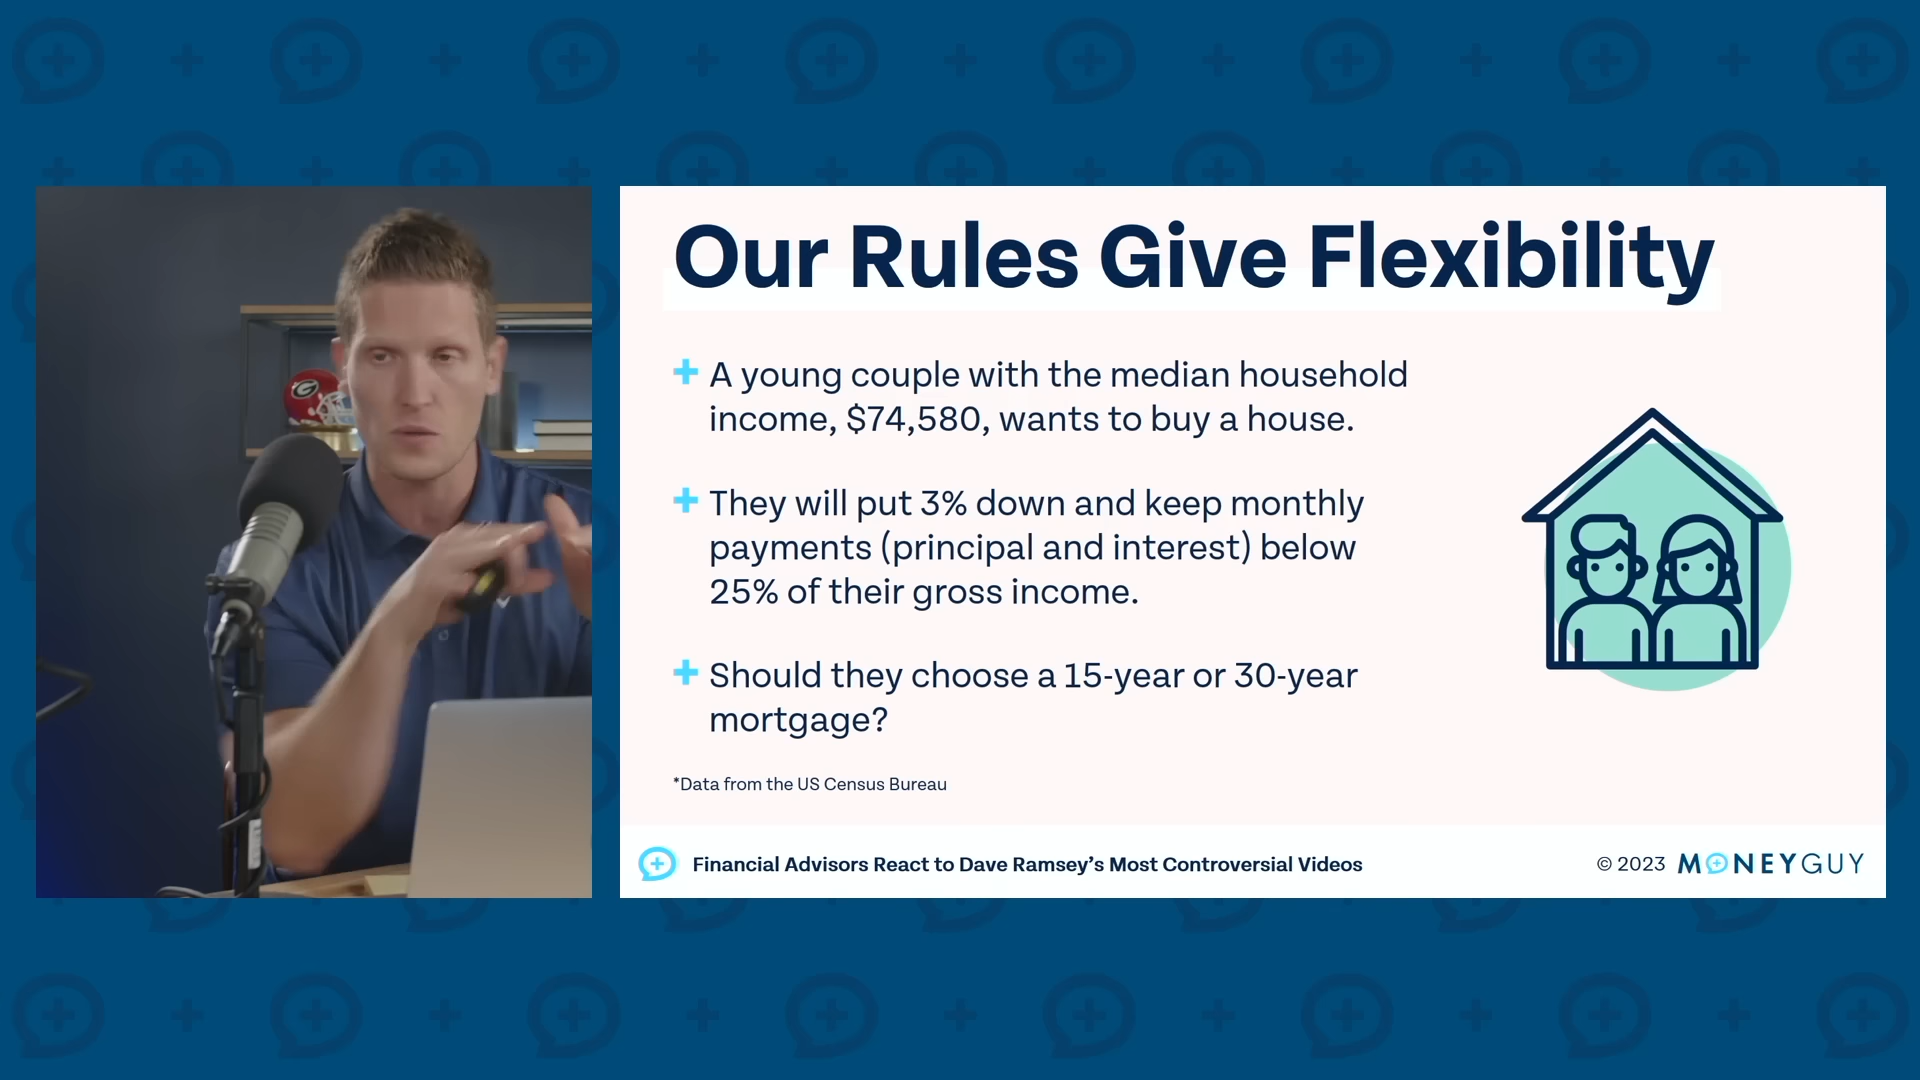 Our Rules Give Flexibility
A young couple with the median household
income, $74,580, wants to buy a house.
They will put 3% down and keep monthly
payments (principal and interest) below
25% of their gross income.
Should they choose a 15-year or 30-year
mortgage?
*Data from the US Census Bureau
Financial Advisors React to Dave Ramsey’s Most Controversial Videos
© 2023 MONEYGUY
G